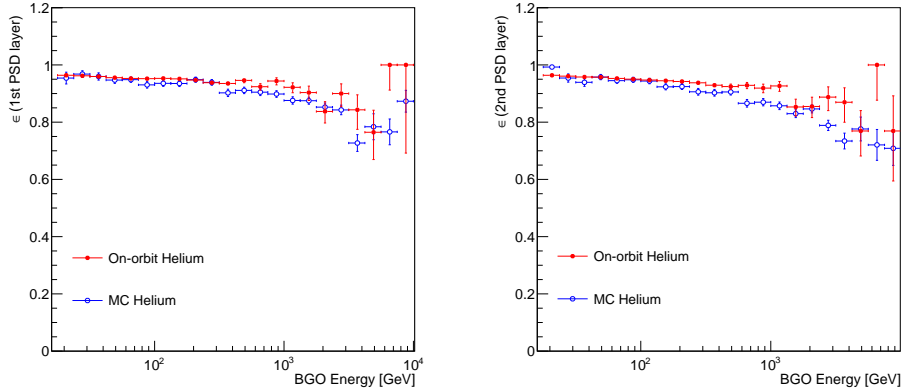 ε (1st PSD layer)
1.2
1
0.8
0.6
0.4
0.2
0
On-orbit Helium
MC Helium
10²
10³
10⁴
BGO Energy [GeV]
ε (2nd PSD layer)
1.2
1
0.8
0.6
0.4
0.2
0
On-orbit Helium
MC Helium
10²
10³
BGO Energy [GeV]